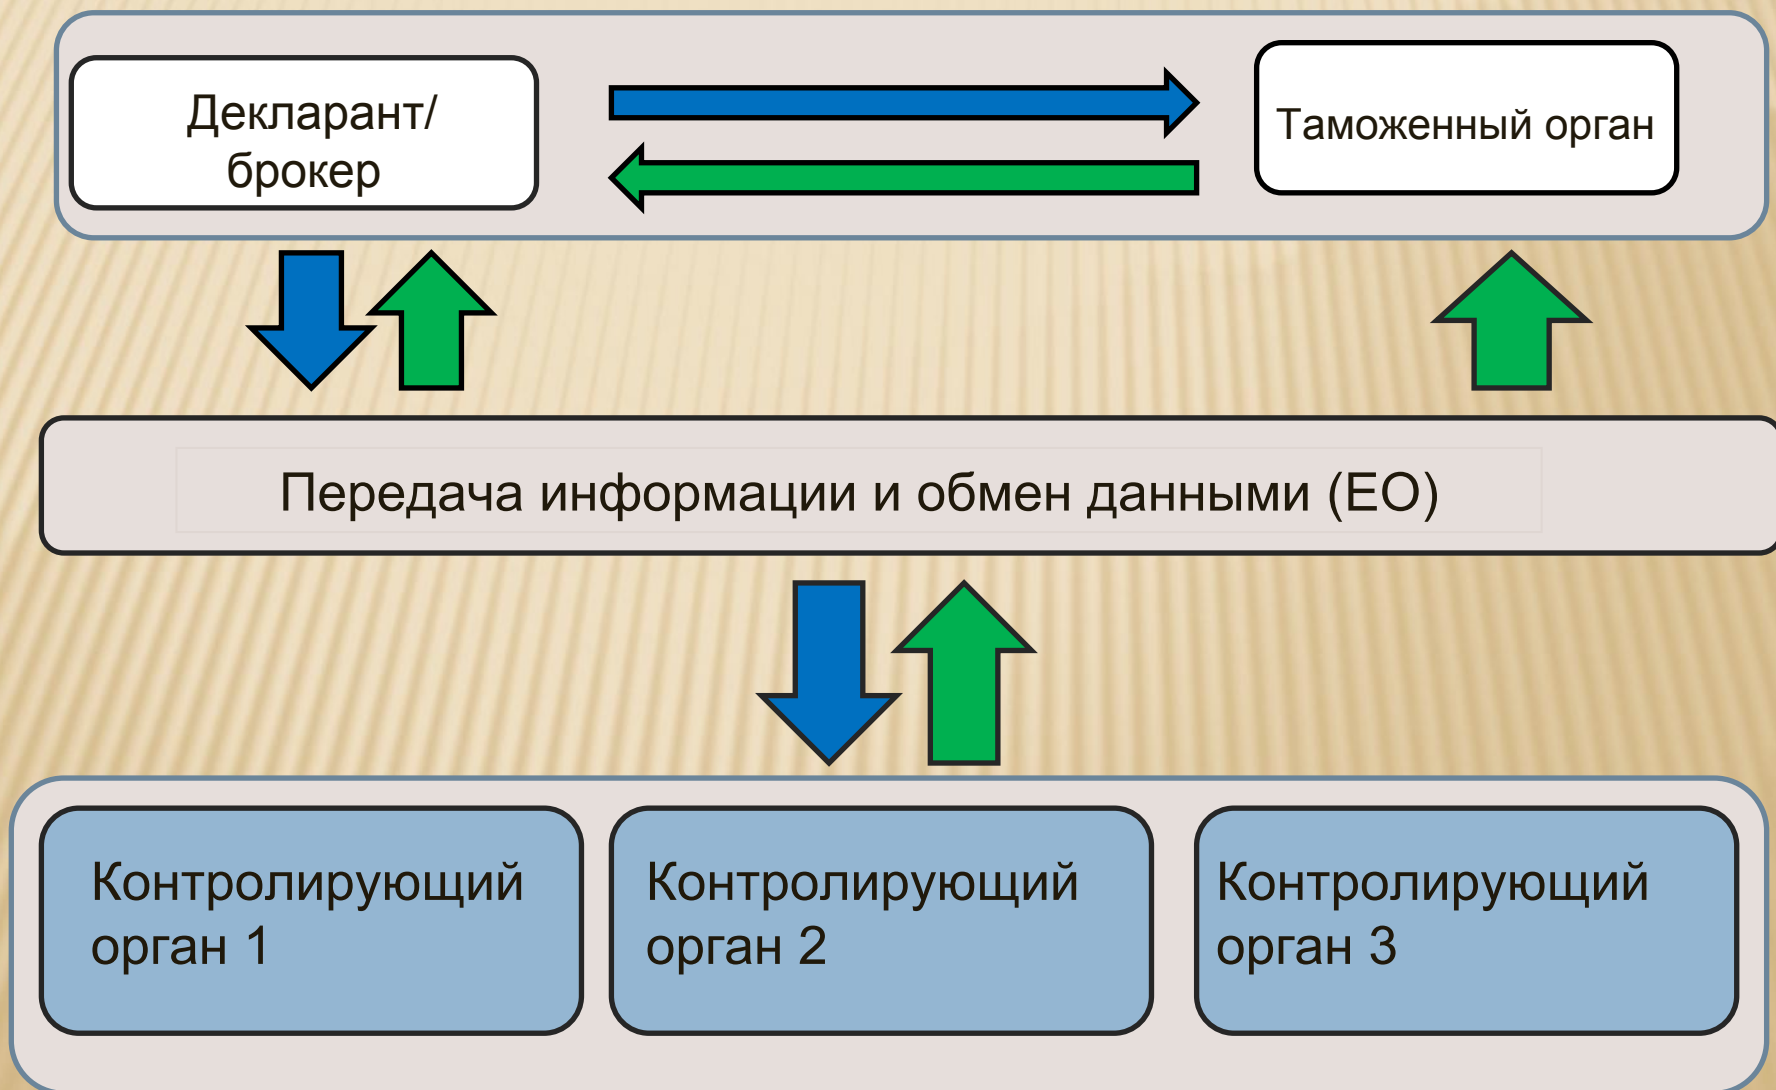 Декларант/
брокер
Таможенный орган
Передача информации и обмен данными (ЕО)
Контролирующий
орган 1
Контролирующий
орган 2
Контролирующий
орган 3